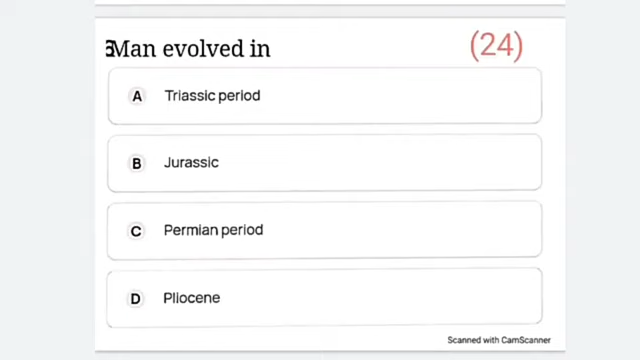 Man evolved in
(24)
A Triassic period
B Jurassic
C Permian period
D Pliocene
Scanned with CamScanner